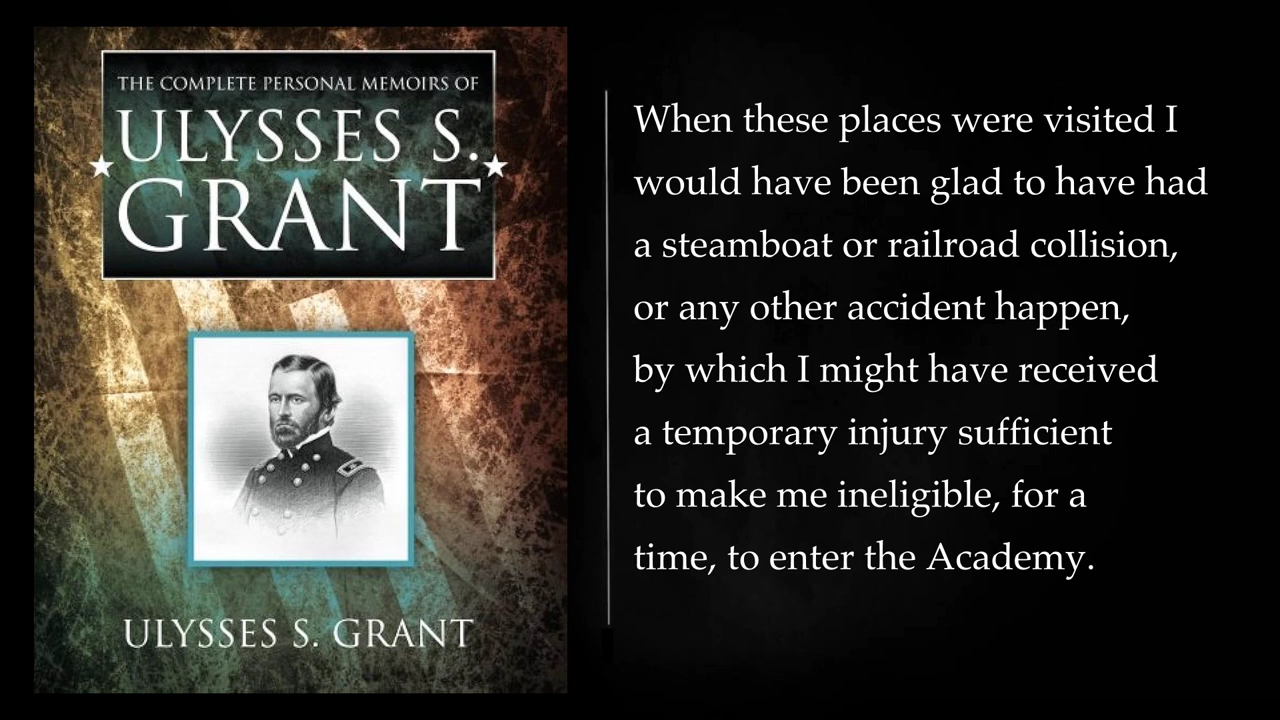 THE COMPLETE PERSONAL MEMOIRS OF
ULYSSES S.
GRANT
ULYSSES S. GRANT
When these places were visited I
would have been glad to have had
a steamboat or railroad collision,
or any other accident happen,
by which I might have received
a temporary injury sufficient
to make me ineligible, for a
time, to enter the Academy.